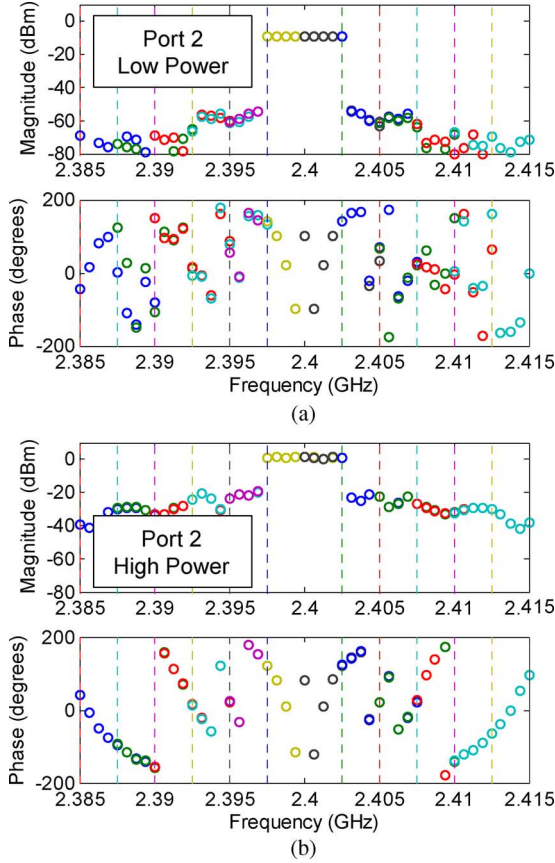 Magnitude (dBm)
0
-20
-40
-60
-80
Port 2
Low Power
2.385 2.39 2.395 2.4 2.405 2.41 2.415
Phase (degrees)
200
0
-200
2.385 2.39 2.395 2.4 2.405 2.41 2.415
Frequency (GHz)
(a)
Magnitude (dBm)
0
-20
-40
-60
-80
Port 2
High Power
2.385 2.39 2.395 2.4 2.405 2.41 2.415
Phase (degrees)
200
0
-200
2.385 2.39 2.395 2.4 2.405 2.41 2.415
Frequency (GHz)
(b)